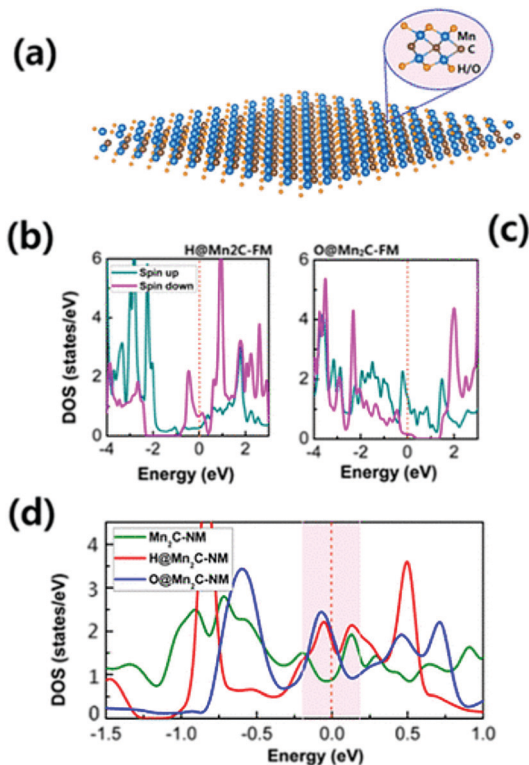 (a)
Mn
C
H/O
(b)
H@Mn2C-FM
O@Mn₂C-FM
(c)
6
4
2
0
DOS (states/eV)
Spin up
Spin down
-4
-2
0
2
Energy (eV)
6
4
2
0
-4
-2
0
2
Energy (eV)
(d)
4
3
2
1
0
DOS (states/eV)
Mn₂C-NM
H@Mn₂C-NM
O@Mn₂C-NM
-1.5
-1.0
-0.5
0.0
0.5
1.0
Energy (eV)